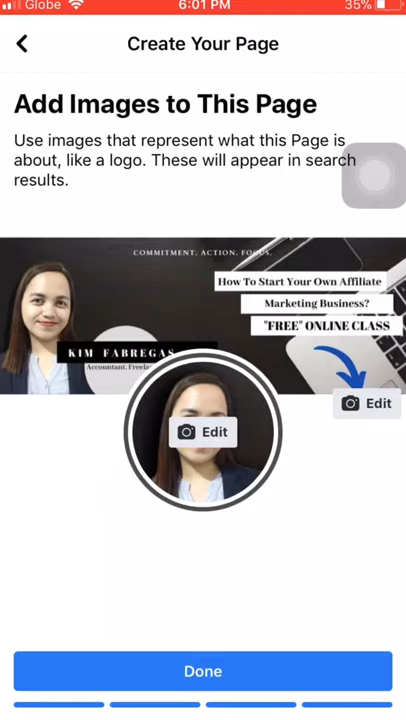 Globe 6:01 PM 35%
Create Your Page
Add Images to This Page
Use images that represent what this Page is
about, like a logo. These will appear in search
results.
COMMITMENT. ACTION. FOCUS.
How To Start Your Own Affiliate
Marketing Business?
"FREE" ONLINE CLASS
KIM FABREGAS
Accountant.
Edit
Edit
Done